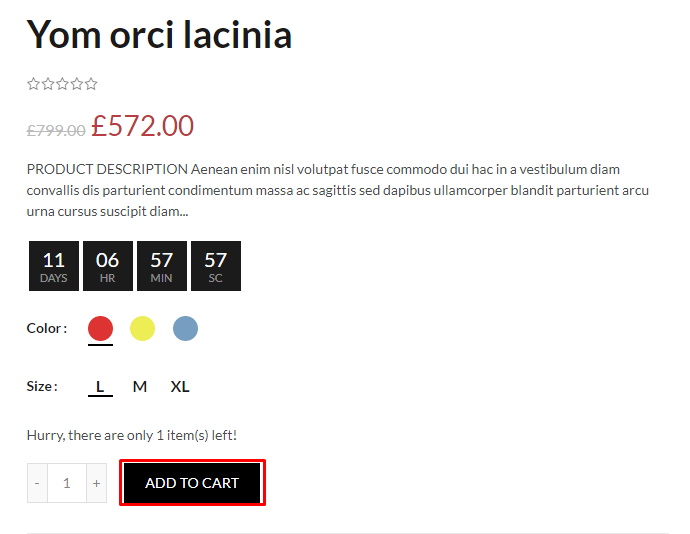 Yom orci lacinia
£799.00 £572.00
PRODUCT DESCRIPTION Aenean enim nisl volutpat fusce commodo dui hac in a vestibulum diam
convallis dis parturient condimentum massa ac sagittis sed dapibus ullamcorper blandit parturient arcu
urna cursus suscipit diam...
11 06 57 57
DAYS HR MIN SC
Color :
Size : L M XL
Hurry, there are only 1 item(s) left!
- 1 + ADD TO CART